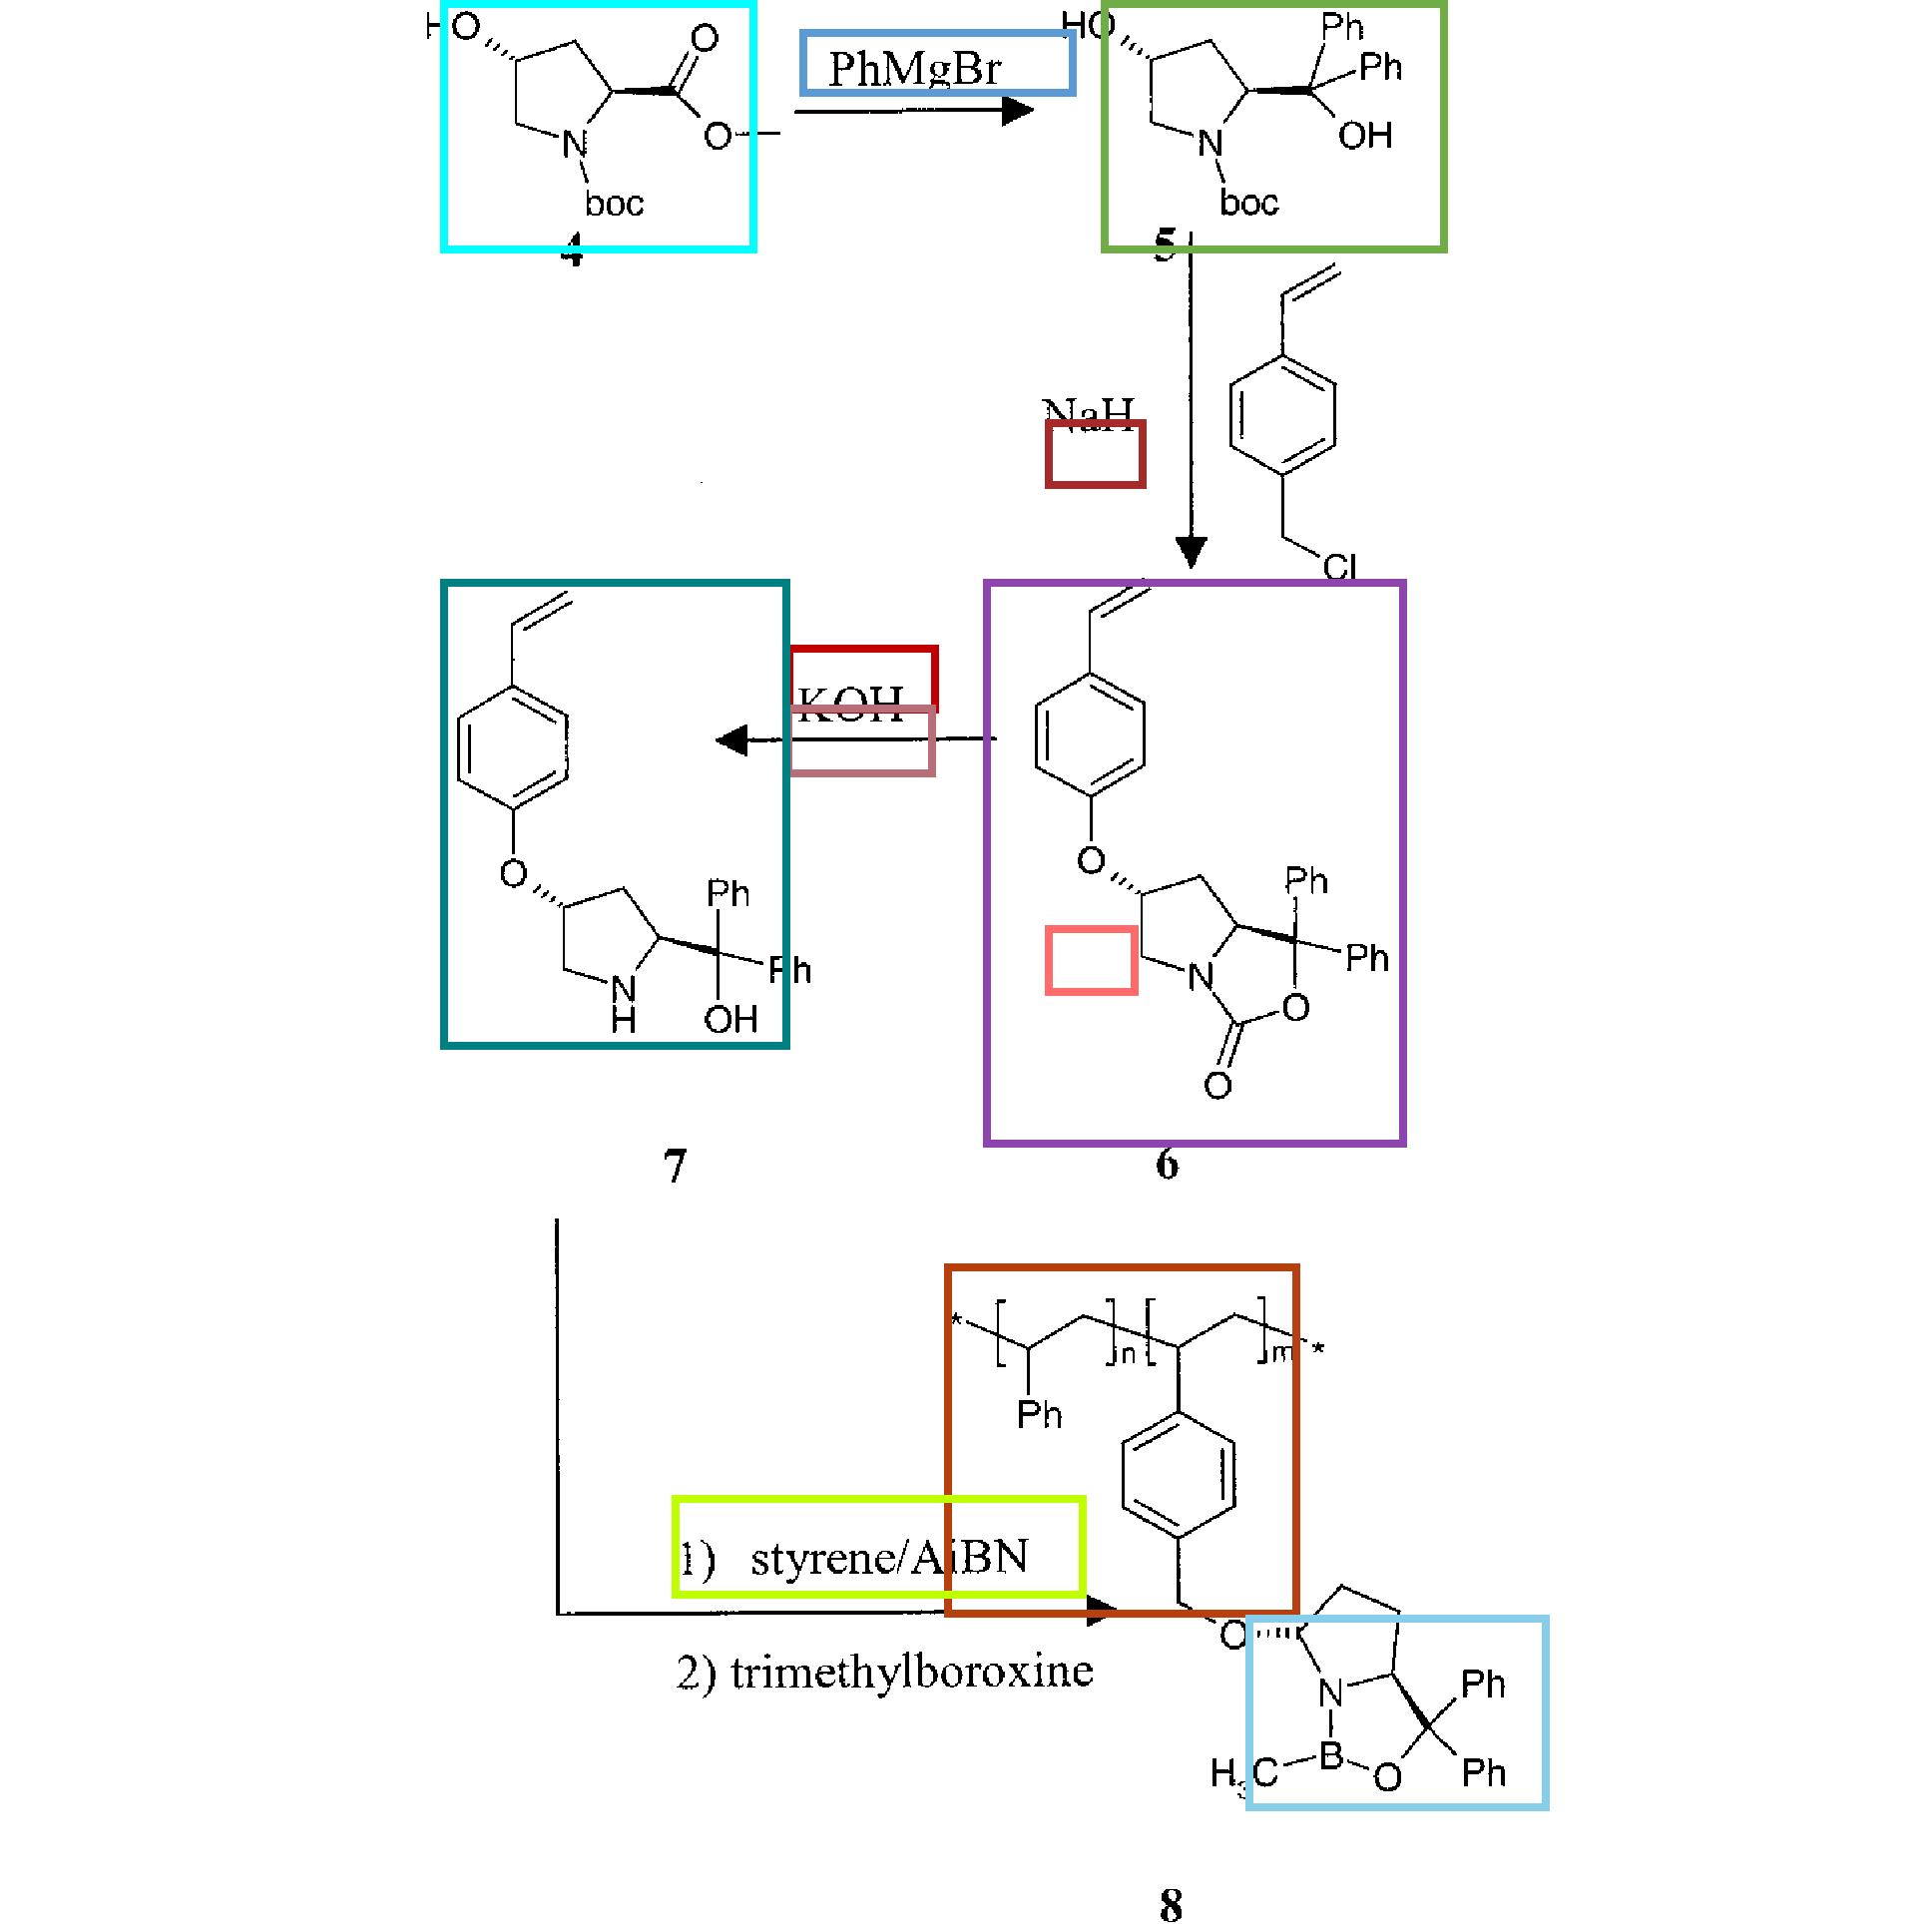 HO
O
O
N
boc
4
PhMgBr
HO
Ph
Ph
OH
N
boc
5
NaH
Cl
O
Ph
Ph
N
H
OH
7
KOH
O
Ph
Ph
N
O
O
6
*
n
m
*
Ph
1) styrene/AiBN
2) trimethylboroxine
O
N
Ph
H3C
B
O
Ph
8